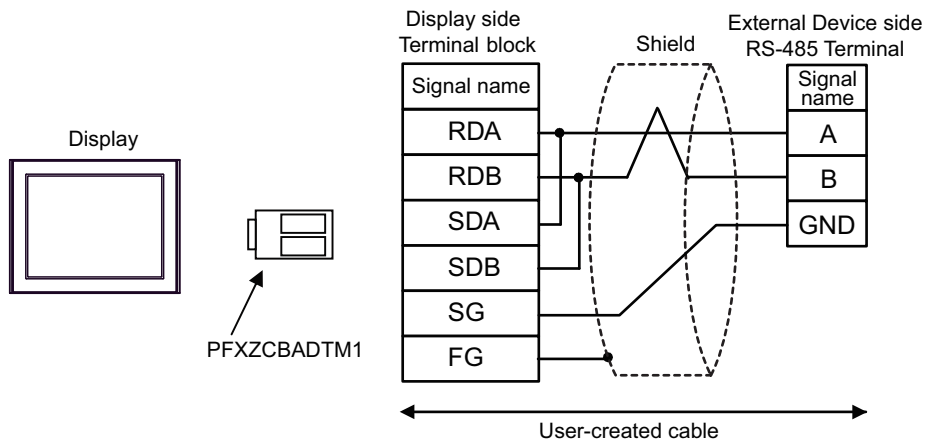 Display
PFXZCBADTM1
Display side
Terminal block
Signal name
RDA
RDB
SDA
SDB
SG
FG
Shield
External Device side
RS-485 Terminal
Signal
name
A
B
GND
User-created cable